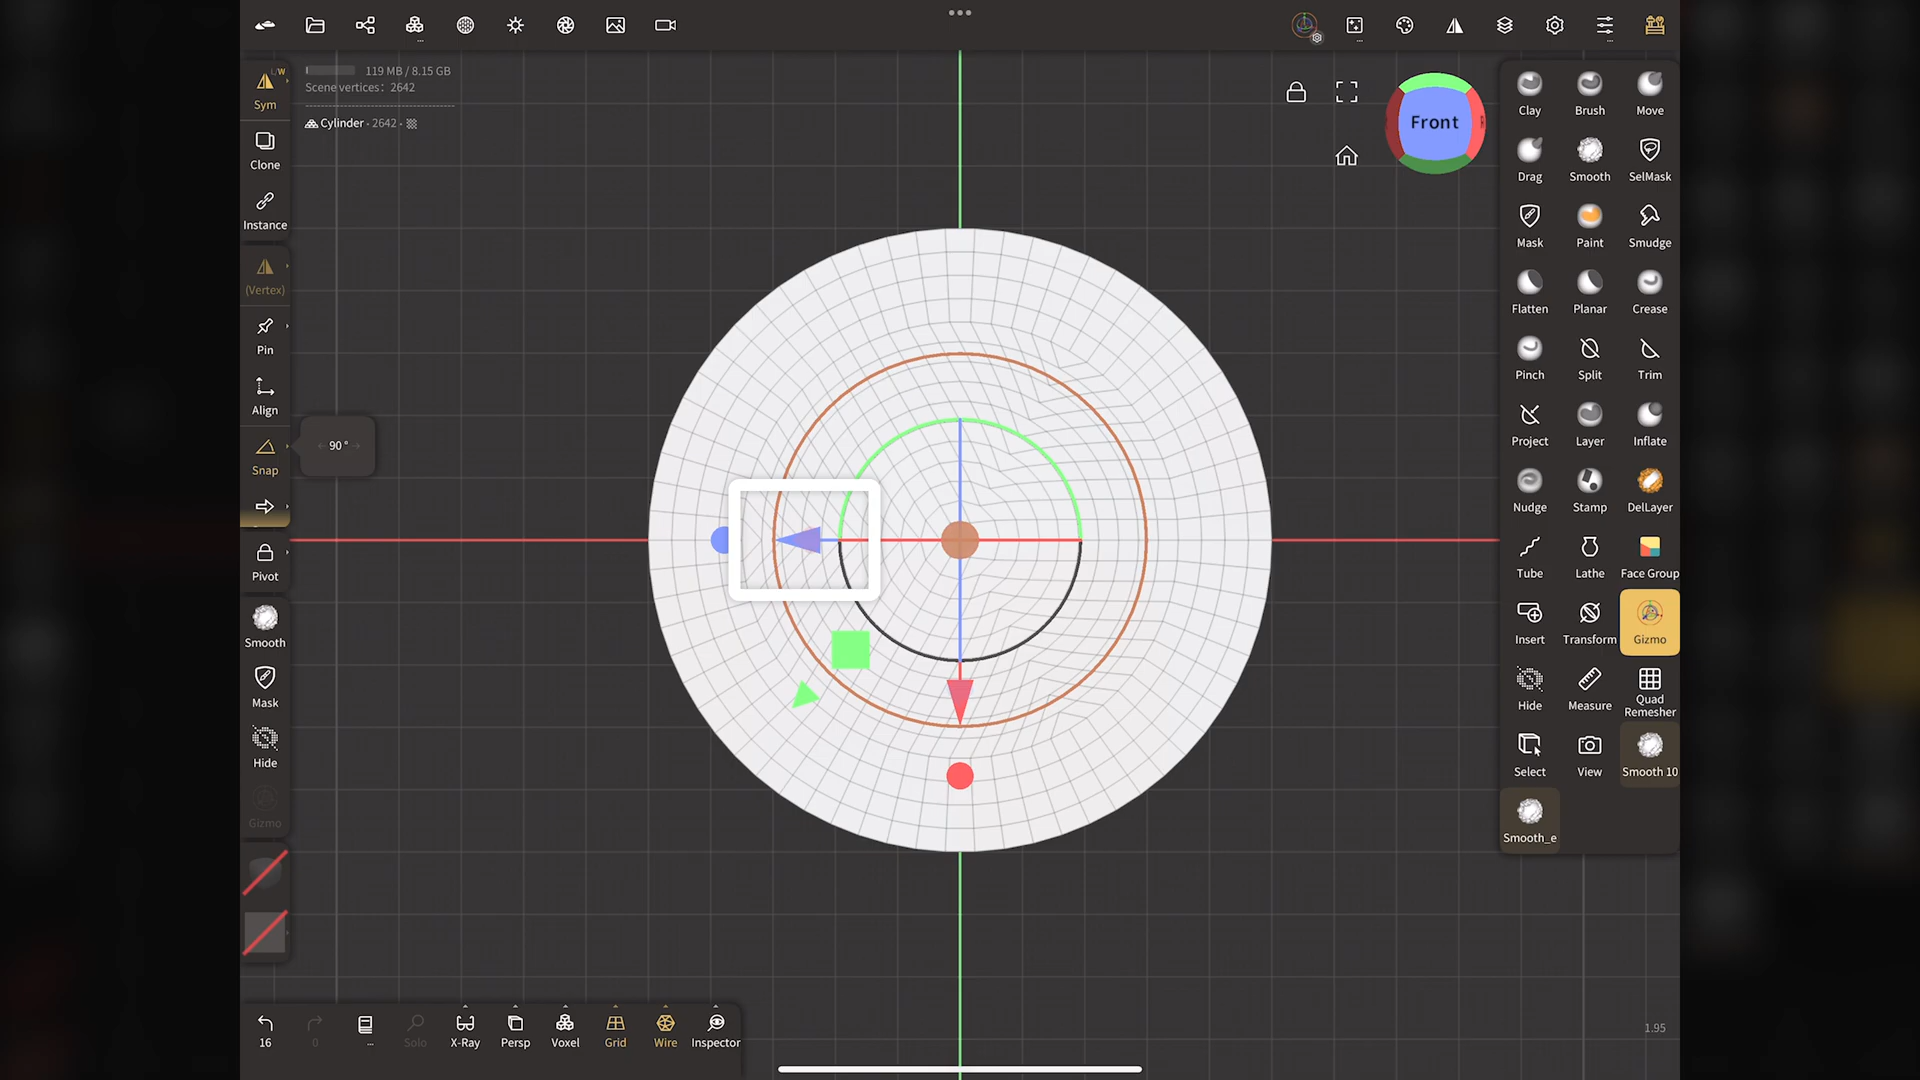 119 MB / 8.15 GB
Scene vertices: 2642
Cylinder · 2642 ·
L/W
Sym
Clone
Instance
(Vertex)
Pin
Align
← 90 ° →
Snap
Pivot
Smooth
Mask
Hide
Gizmo
Front
Clay Brush Move
Drag Smooth SelMask
Mask Paint Smudge
Flatten Planar Crease
Pinch Split Trim
Project Layer Inflate
Nudge Stamp DelLayer
Tube Lathe Face Group
Insert Transform Gizmo
Hide Measure Quad
Remesher
Select View Smooth 10
Smooth_e
16 0 ... Solo X-Ray Persp Voxel Grid Wire Inspector
1.95